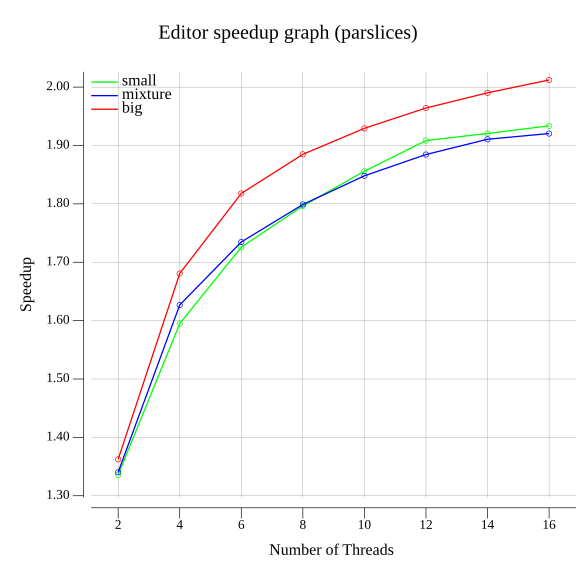 Editor speedup graph (parslices)
small
mixture
big
2.00
1.90
1.80
1.70
1.60
1.50
1.40
1.30
Speedup
2 4 6 8 10 12 14 16
Number of Threads